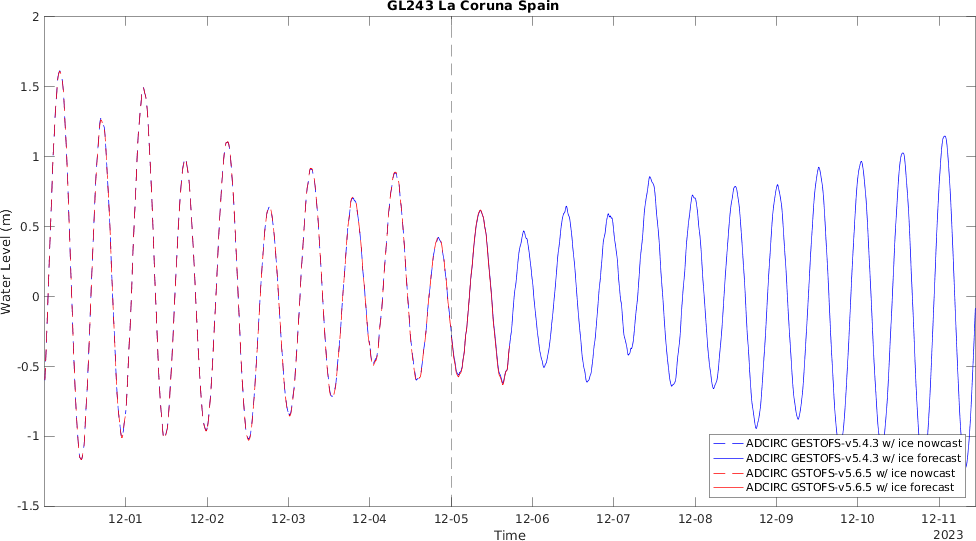 GL243 La Coruna Spain
2
1.5
1
0.5
0
-0.5
-1
-1.5
Water Level (m)
ADCIRC GESTOFS-v5.4.3 w/ ice nowcast
ADCIRC GESTOFS-v5.4.3 w/ ice forecast
ADCIRC GSTOFS-v5.6.5 w/ ice nowcast
ADCIRC GSTOFS-v5.6.5 w/ ice forecast
12-01 12-02 12-03 12-04 12-05 12-06 12-07 12-08 12-09 12-10 12-11
Time
2023